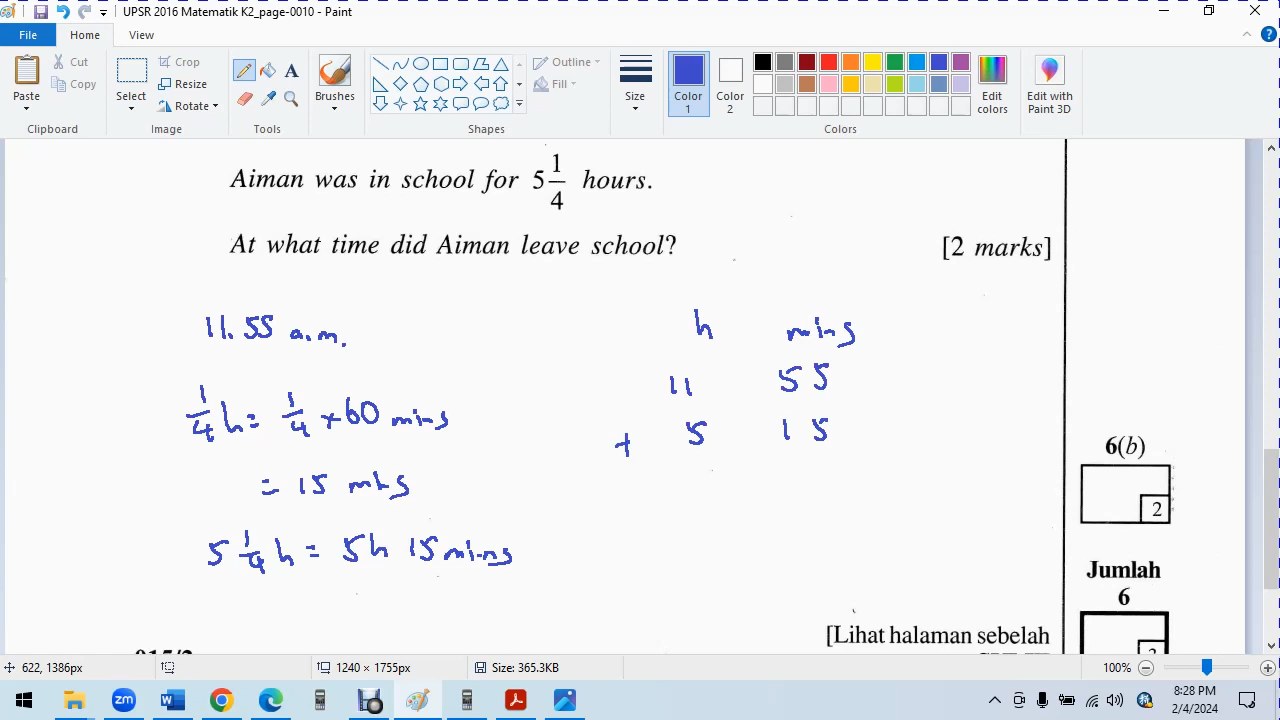 UPSR 2016 Matematik K2_page-0010 - Paint
File Home View
Paste Cut Copy Clipboard
Select Crop Resize Rotate Image
A Tools
Brushes
Shapes Outline Fill
Size
Color 1 Color 2 Edit colors Colors
Edit with Paint 3D
Aiman was in school for 5 1/4 hours.
At what time did Aiman leave school? [2 marks]
11.55 a.m.
1/4 h = 1/4 × 60 mins
= 15 mins
5 1/4 h = 5h 15 mins
h mins
11 55
+ 5 15
6(b)
2
Jumlah
6
[Lihat halaman sebelah
622, 1386px 1240 × 1755px Size: 365.3KB 100%
zm W
8:28 PM
2/4/2024